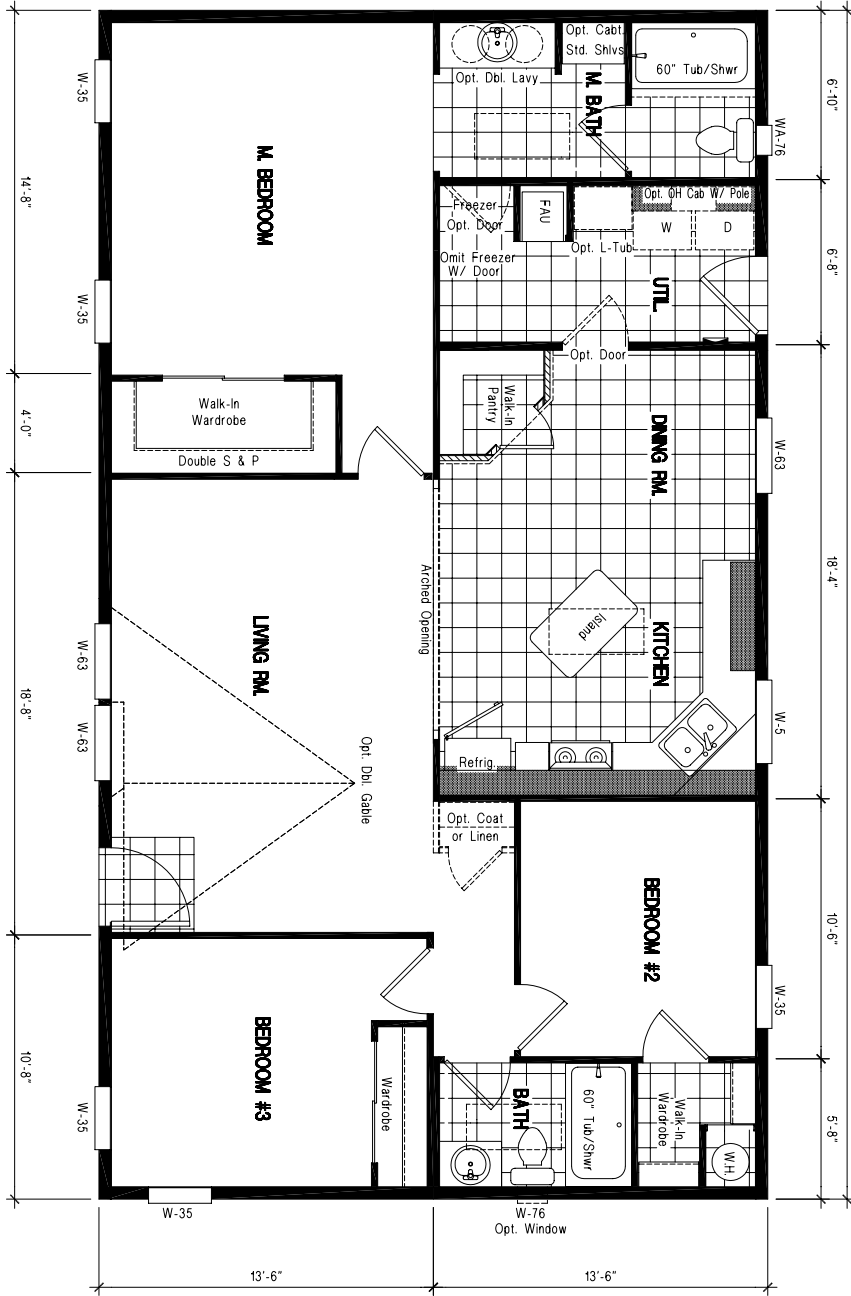 Opt. Cabt.
Std. Shlvs
60" Tub/Shwr
Opt. Dbl. Lavy
M. BATH
W-35
6'-10"
WA-76
14'-8"
M. BEDROOM
Freezer
Opt. Door
FAU
Opt. OH Cab W/ Pole
W
D
Opt. L-Tub
Omit Freezer
W/ Door
UTIL.
6'-8"
W-35
Opt. Door
4'-0"
Walk-In
Wardrobe
Double S & P
Walk-In
Pantry
DINING RM.
W-63
Arched Opening
18'-4"
Island
KITCHEN
LIVING RM.
W-63
W-63
18'-8"
W-5
Opt. Dbl. Gable
Refrig.
Opt. Coat
or Linen
BEDROOM #2
10'-6"
W-35
BEDROOM #3
10'-8"
W-35
Wardrobe
BATH
60" Tub/Shwr
Walk-In
Wardrobe
W.H.
5'-8"
W-35
W-76
Opt. Window
13'-6"
13'-6"